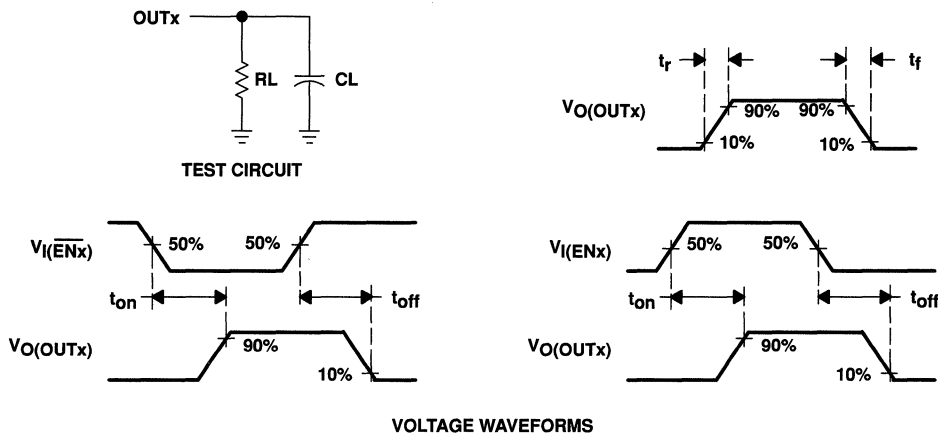 OUTx
RL CL
TEST CIRCUIT
tr tf
VO(OUTx)
90% 90%
10% 10%
VI(E̅N̅x̅)
50% 50%
ton toff
VO(OUTx)
90%
10%
VI(ENx)
50% 50%
ton toff
VO(OUTx)
90%
10%
VOLTAGE WAVEFORMS